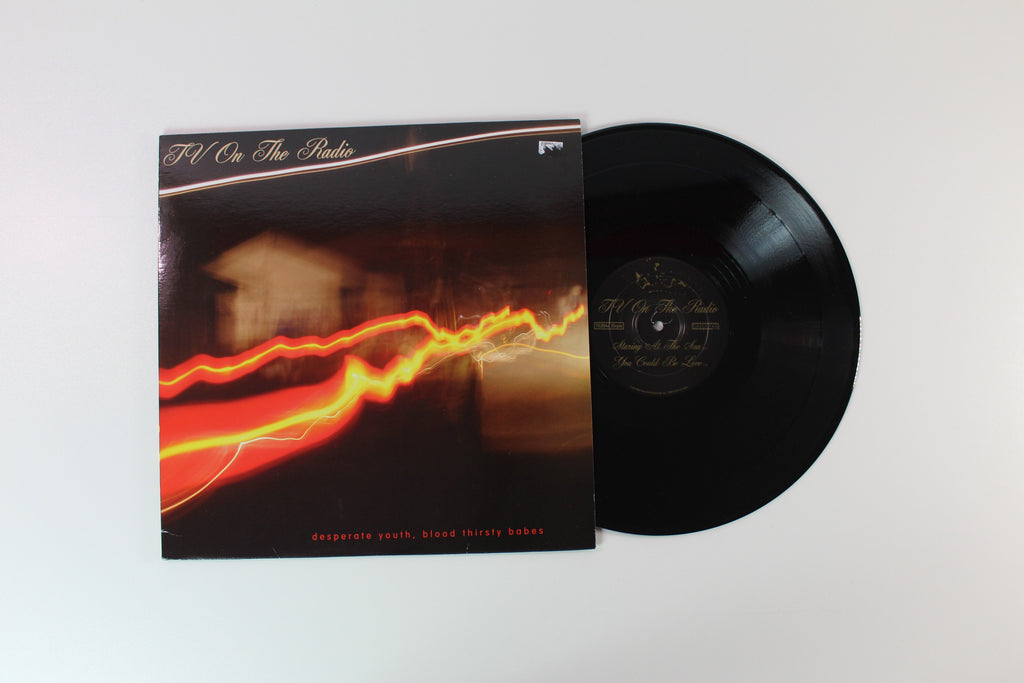 TV On The Radio
desperate youth, blood thirsty babes
TV On The Radio
Staring At The Sun
You Could Be Love